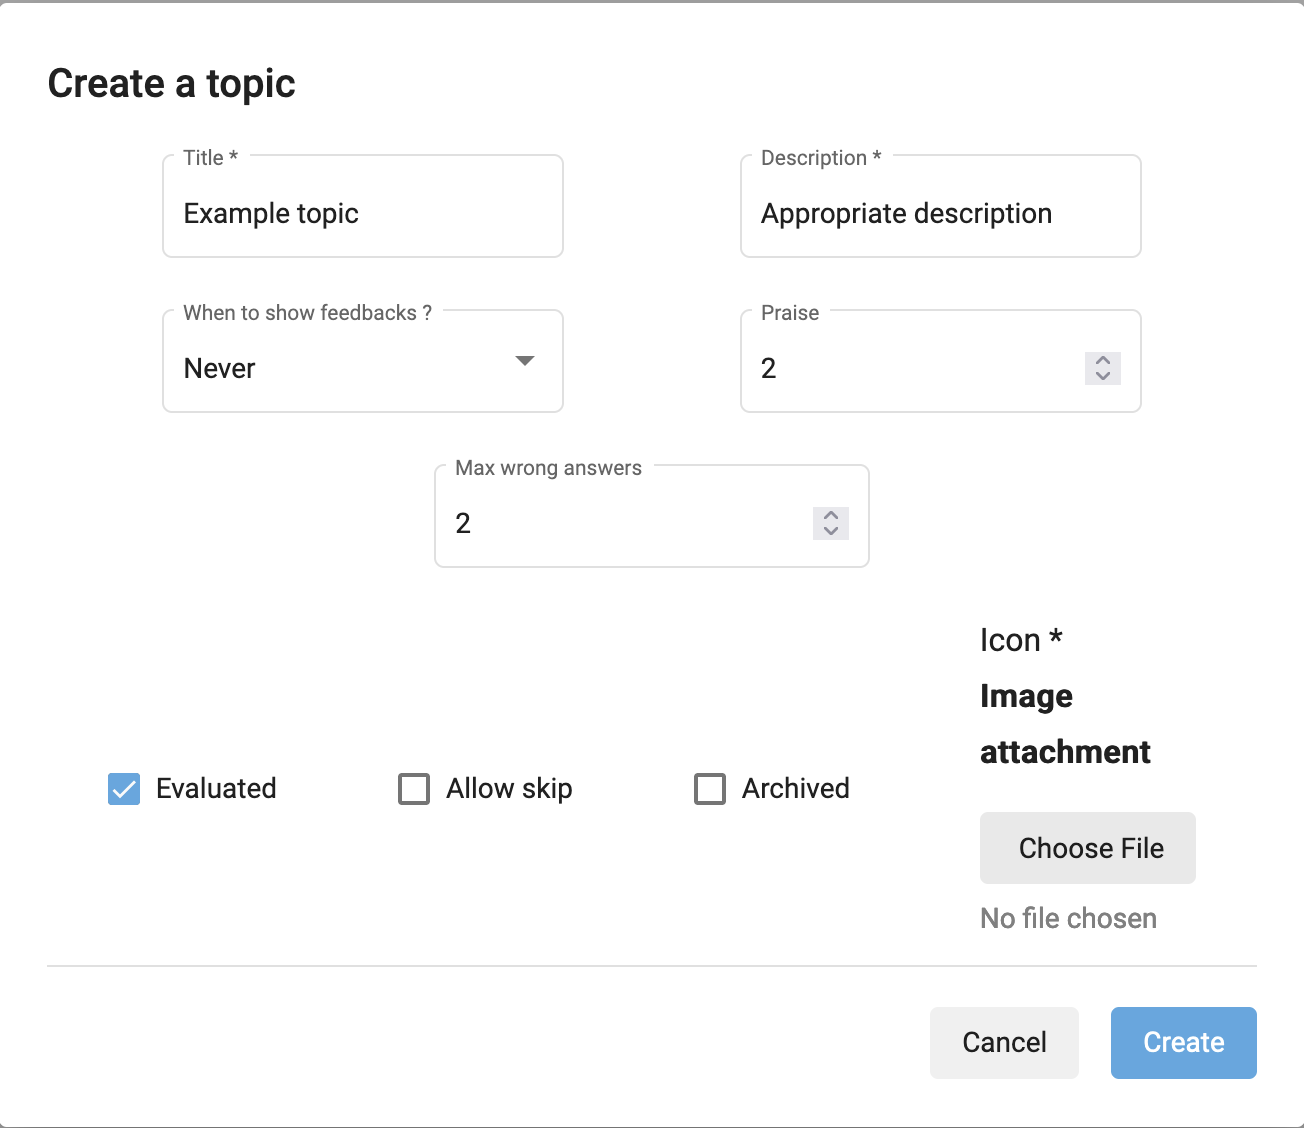 Create a topic
Title *
Example topic
Description *
Appropriate description
When to show feedbacks ?
Never
Praise
2
Max wrong answers
2
Evaluated
Allow skip
Archived
Icon *
Image
attachment
Choose File
No file chosen
Cancel
Create